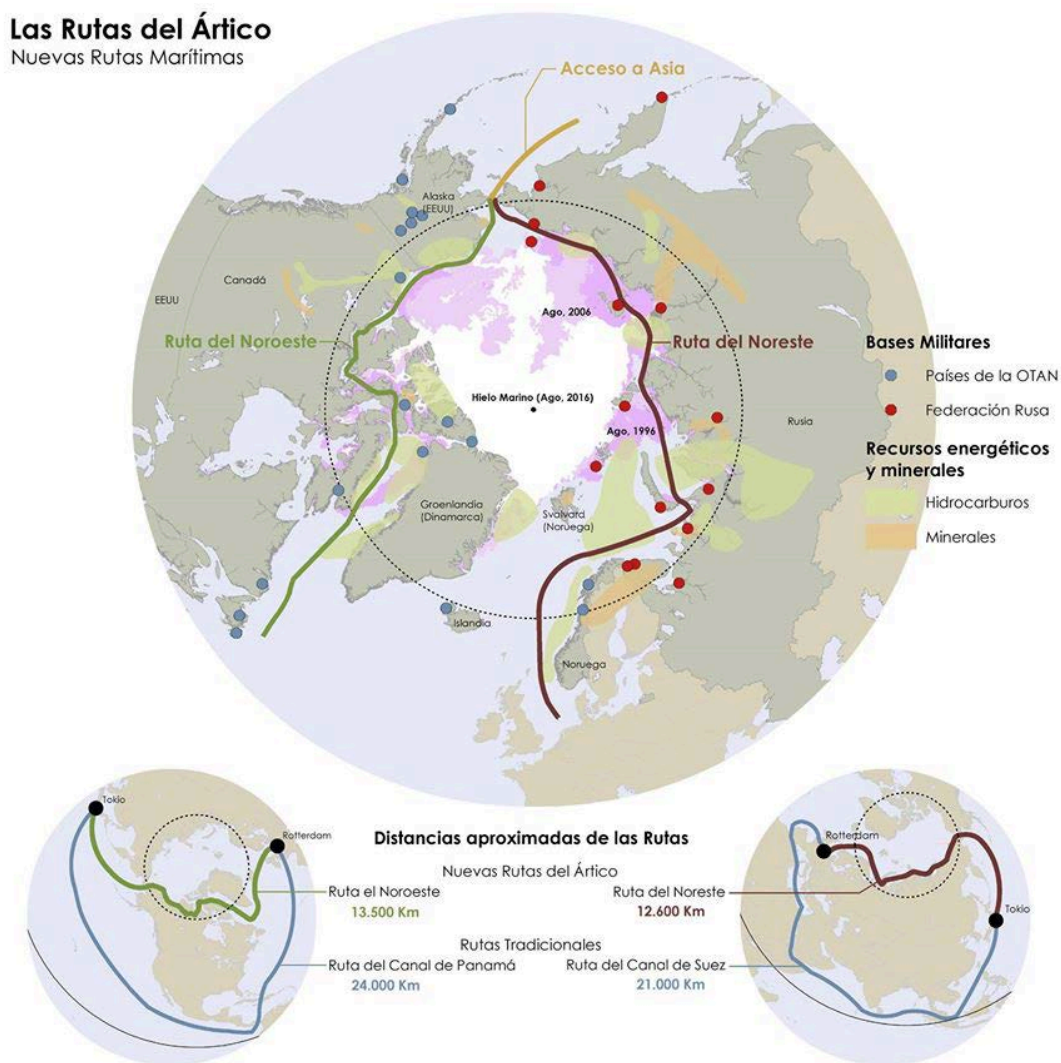 Las Rutas del Ártico
Nuevas Rutas Marítimas
Acceso a Asia
Alaska
(EEUU)
Canadá
EEUU
Ago, 2006
Ruta del Noroeste
Ruta del Noreste
Hielo Marino (Ago, 2016)
Ago, 1996
Rusia
Groenlandia
(Dinamarca)
Svalvard
(Noruega)
Islandia
Noruega
Bases Militares
Países de la OTAN
Federación Rusa
Recursos energéticos
y minerales
Hidrocarburos
Minerales
Tokio
Rotterdam
Distancias aproximadas de las Rutas
Nuevas Rutas del Ártico
Ruta el Noroeste
13.500 Km
Ruta del Noreste
12.600 Km
Rutas Tradicionales
Ruta del Canal de Panamá
24.000 Km
Ruta del Canal de Suez
21.000 Km
Rotterdam
Tokio